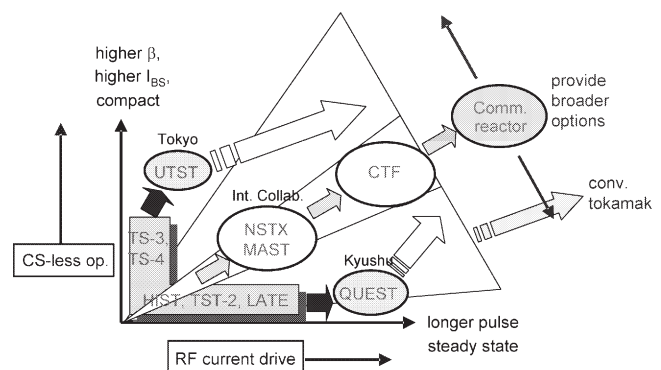 higher β,
higher IBS,
compact
Tokyo
UTST
Comm.
reactor
provide
broader
options
CTF
Int. Collab.
NSTX
MAST
conv.
tokamak
TS-3,
TS-4
CS-less op.
Kyushu
QUEST
HIST, TST-2, LATE
longer pulse
steady state
RF current drive